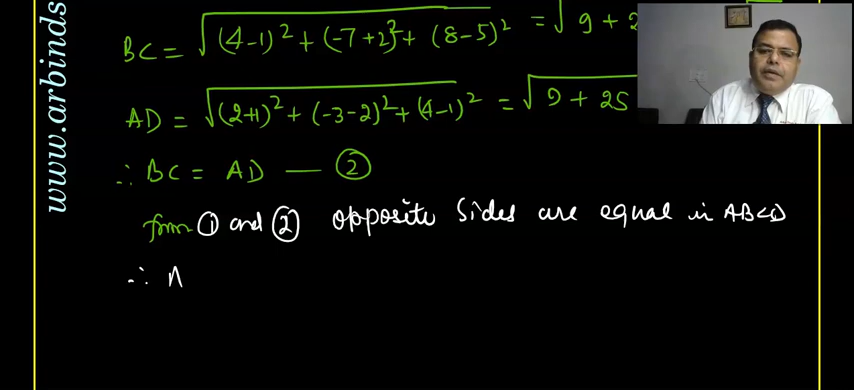 www.arbinds
BC = √(4-1)² + (-7+2)² + (8-5)² = √9 + 2
AD = √(2+1)² + (-3-2)² + (4-1)² = √9 + 25
∴ BC = AD — ②
from ① and ② opposite sides are equal in ABCD
∴ A